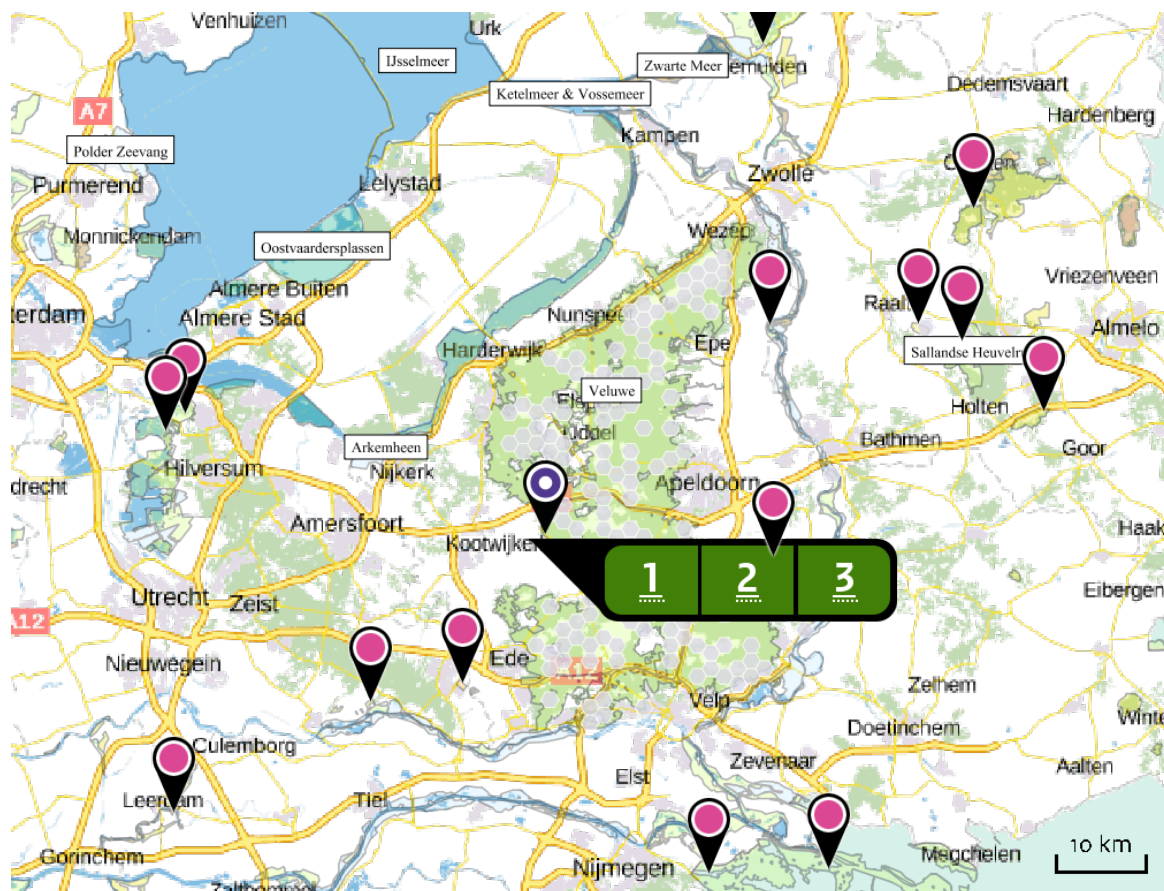 Venhuizen
Urk
IJsselmeer
Zwarte Meer
Dedemsvaart
Ketelmeer & Vossemeer
A7
Hardenberg
Kampen
Polder Zeevang
Zwolle
Purmerend
Lelystad
Wezep
Monnickendam
Oostvaardersplassen
Vriezenveen
Almere Buiten
Almere Stad
Almelo
Harderwijk
Epe
Sallandse Heuvelr
Veluwe
Holten
Bathmen
Goor
Arkemheen
Nijkerk
Hilversum
Apeldoorn
Amersfoort
Haak
Kootwijker
1 2 3
Eibergen
Utrecht
Zeist
A12
Nieuwegein
Ede
Zelhem
Velp
Doetinchem
Culemborg
Zevenaar
Aalten
Elst
Tiel
10 km
Gorinchem
Megchelen
Nijmegen